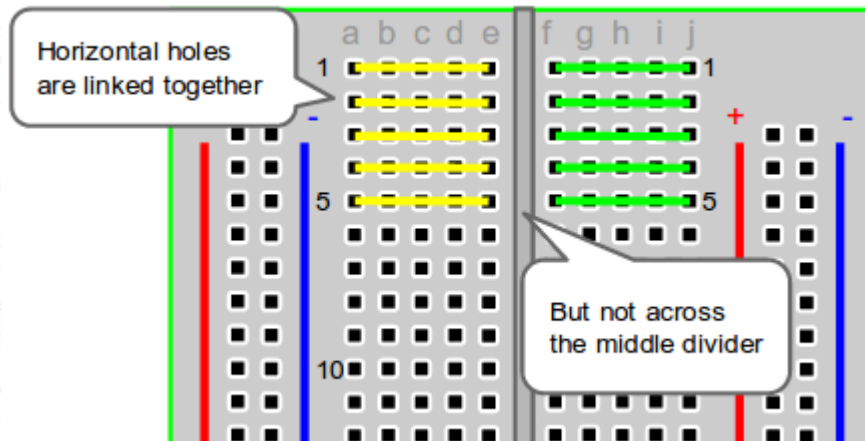 a b c d e f g h i j
Horizontal holes
are linked together
1 1
- + -
5 5
But not across
the middle divider
10